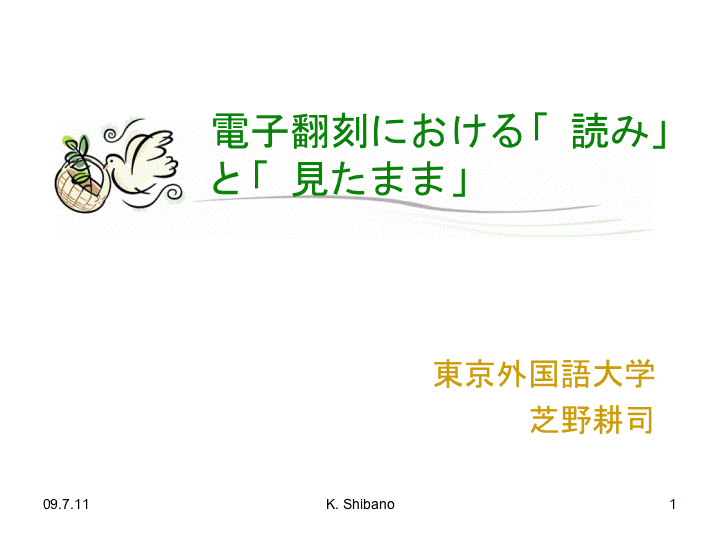 電子翻刻における「 読み」
と「 見たまま」
東京外国語大学
芝野耕司
09.7.11
K. Shibano
1